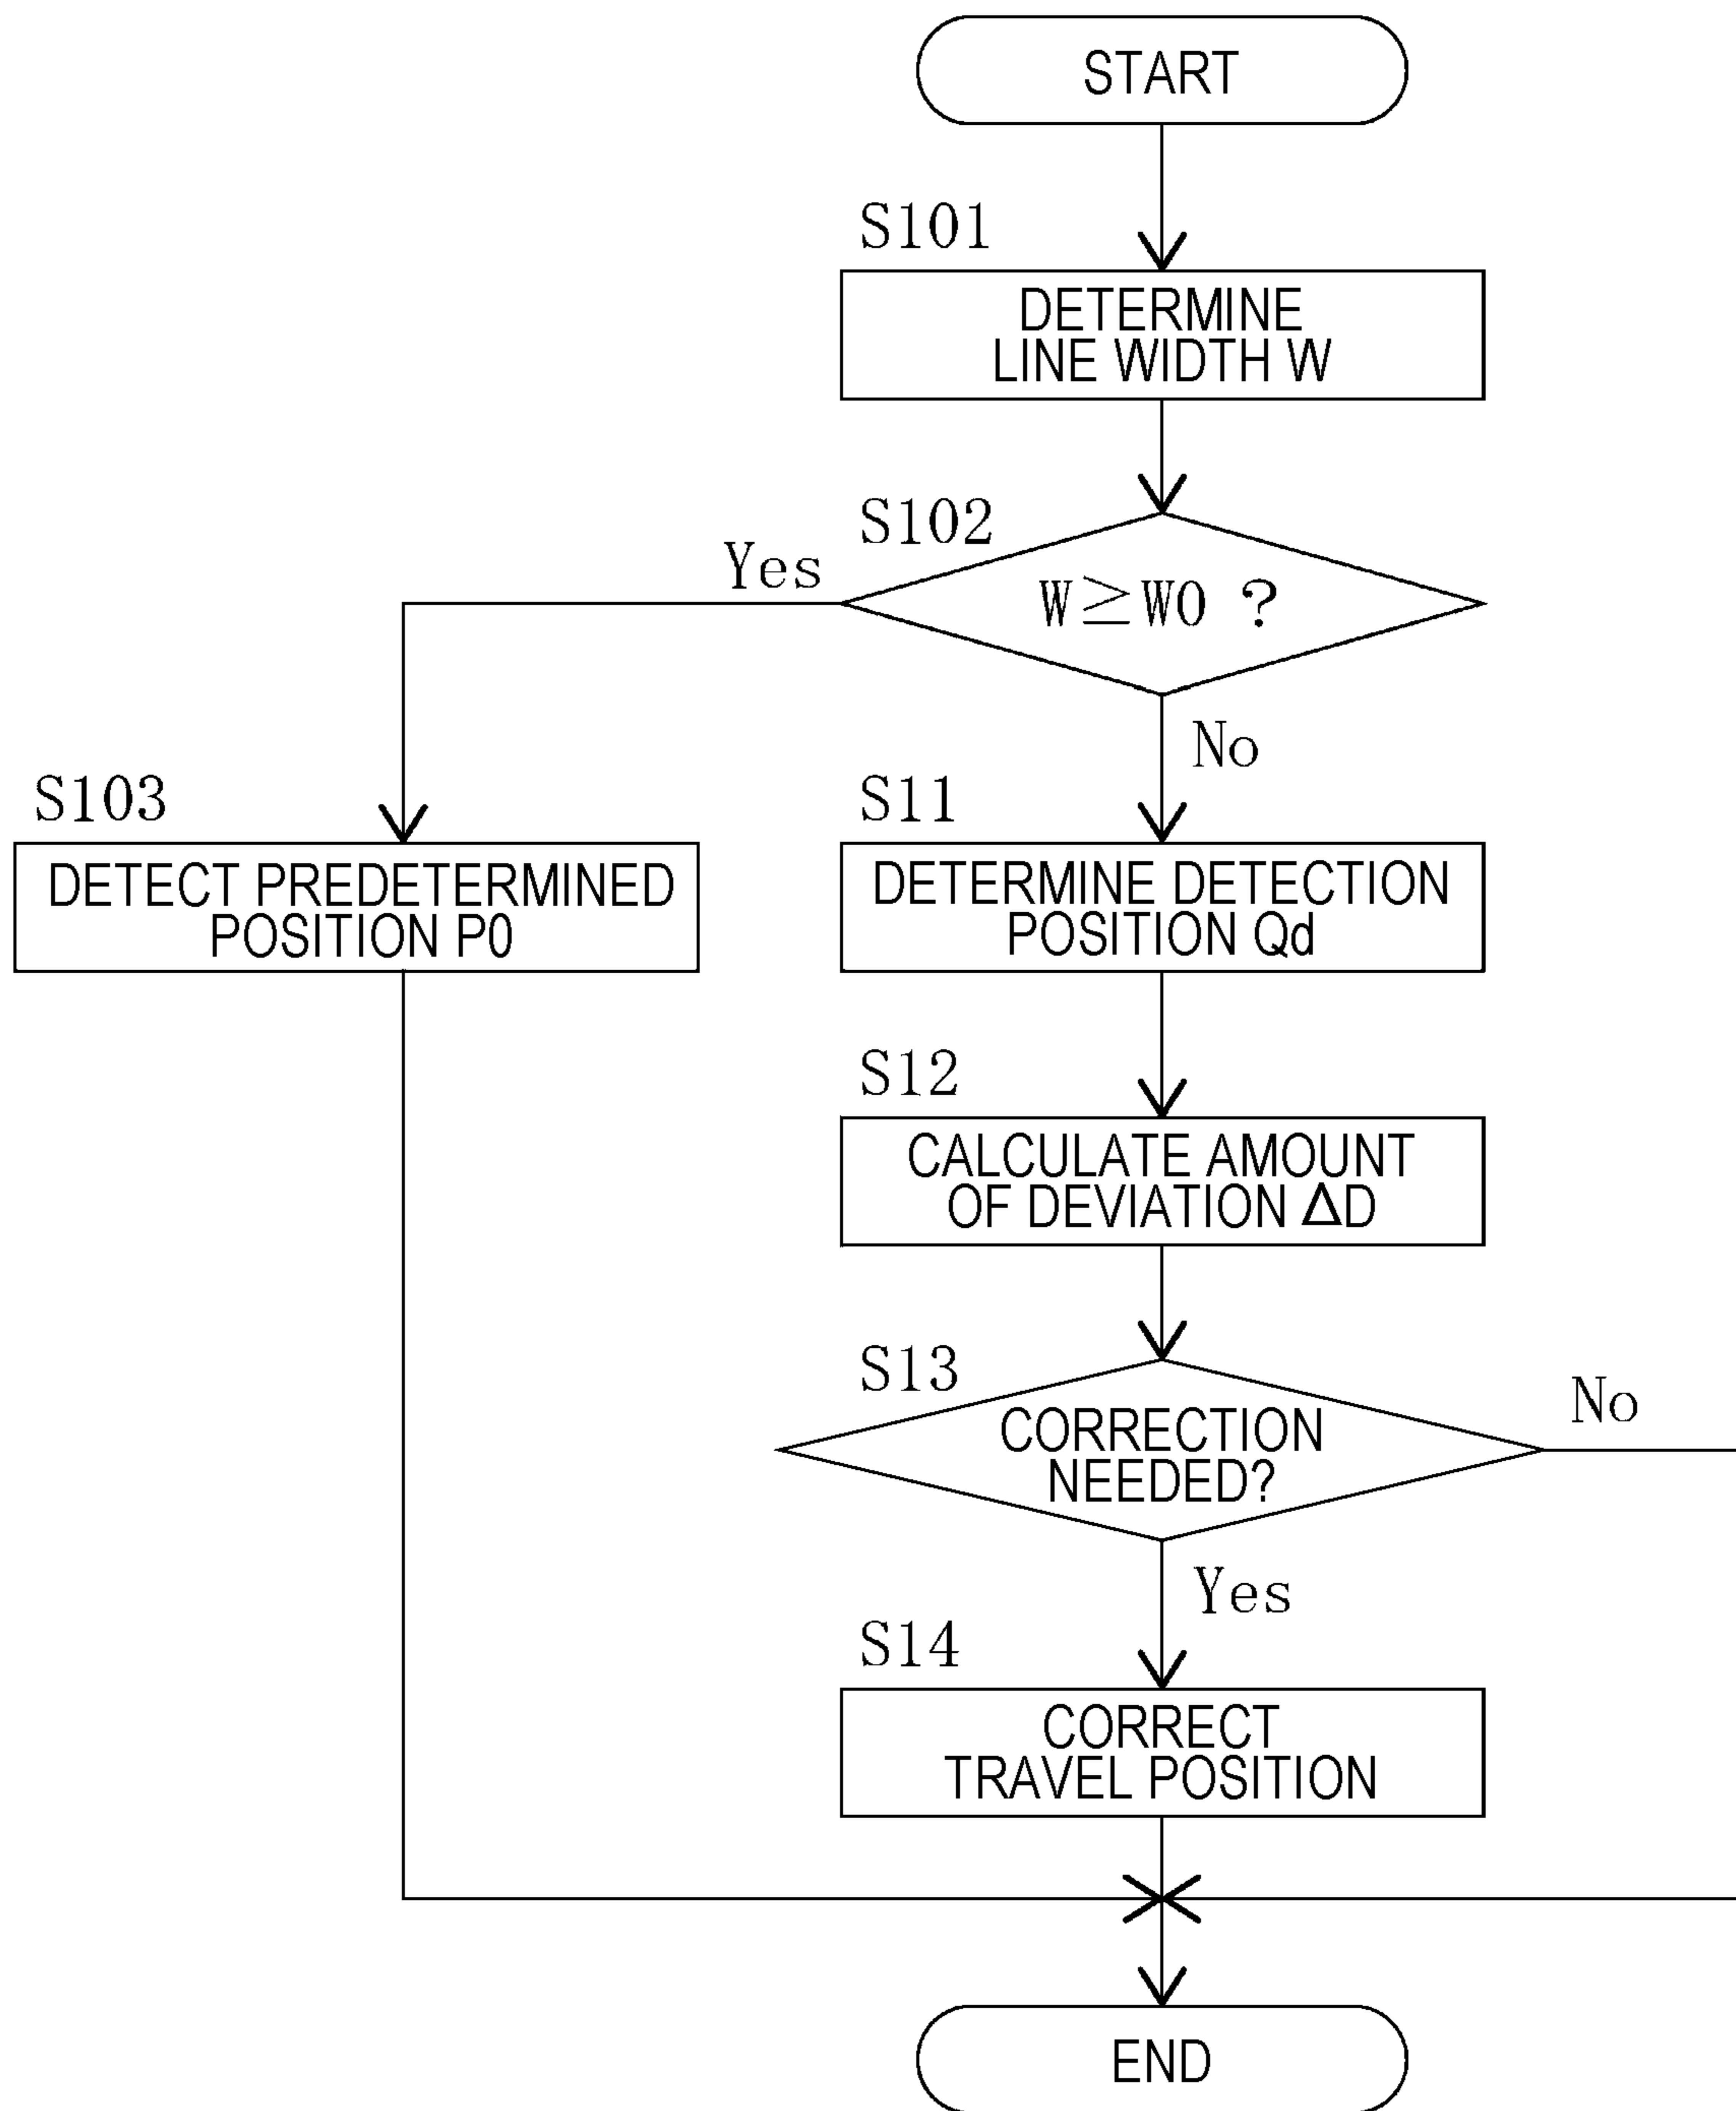 START
S101
DETERMINE
LINE WIDTH W
S102
Yes
W≧W0 ?
No
S103
DETECT PREDETERMINED
POSITION P0
S11
DETERMINE DETECTION
POSITION Qd
S12
CALCULATE AMOUNT
OF DEVIATION ΔD
S13
CORRECTION
NEEDED?
No
Yes
S14
CORRECT
TRAVEL POSITION
END